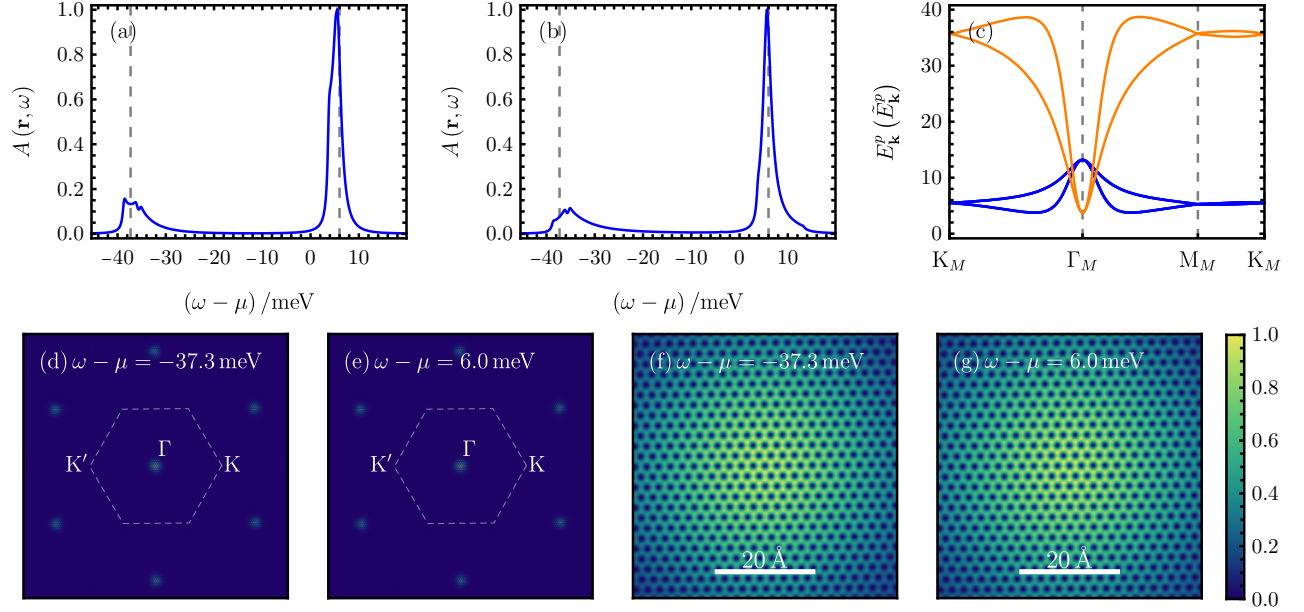 (a)
A (r, ω)
1.0
0.8
0.6
0.4
0.2
0.0
−40 −30 −20 −10 0 10
(ω − μ) /meV
(b)
A (r, ω)
1.0
0.8
0.6
0.4
0.2
0.0
−40 −30 −20 −10 0 10
(ω − μ) /meV
(c)
E_k^p (Ẽ_k^p)
40
30
20
10
0
K_M Γ_M M_M K_M
(d) ω − μ = −37.3 meV
K′ Γ K
(e) ω − μ = 6.0 meV
K′ Γ K
(f) ω − μ = −37.3 meV
20 Å
(g) ω − μ = 6.0 meV
20 Å
1.0
0.8
0.6
0.4
0.2
0.0